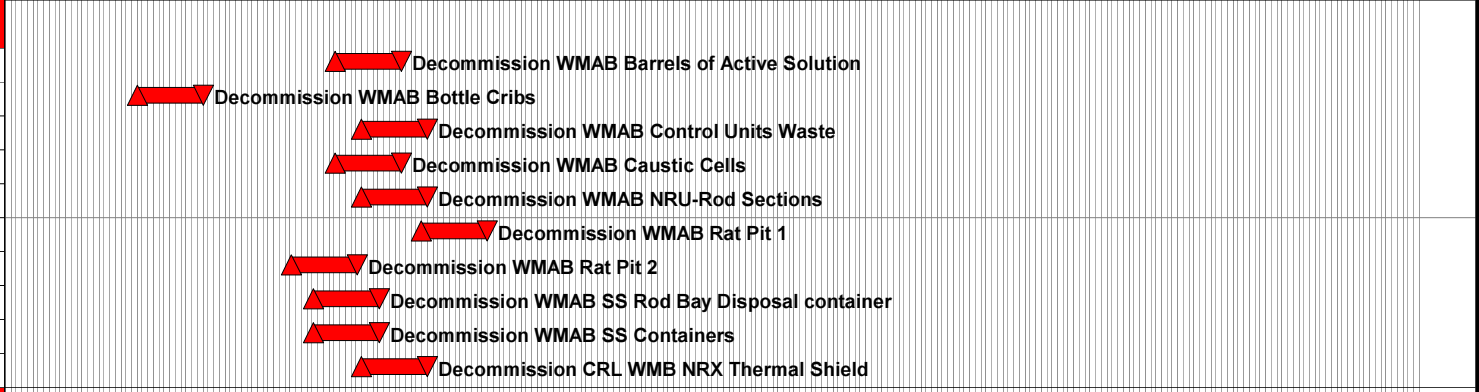 Decommission WMAB Barrels of Active Solution
Decommission WMAB Bottle Cribs
Decommission WMAB Control Units Waste
Decommission WMAB Caustic Cells
Decommission WMAB NRU-Rod Sections
Decommission WMAB Rat Pit 1
Decommission WMAB Rat Pit 2
Decommission WMAB SS Rod Bay Disposal container
Decommission WMAB SS Containers
Decommission CRL WMB NRX Thermal Shield